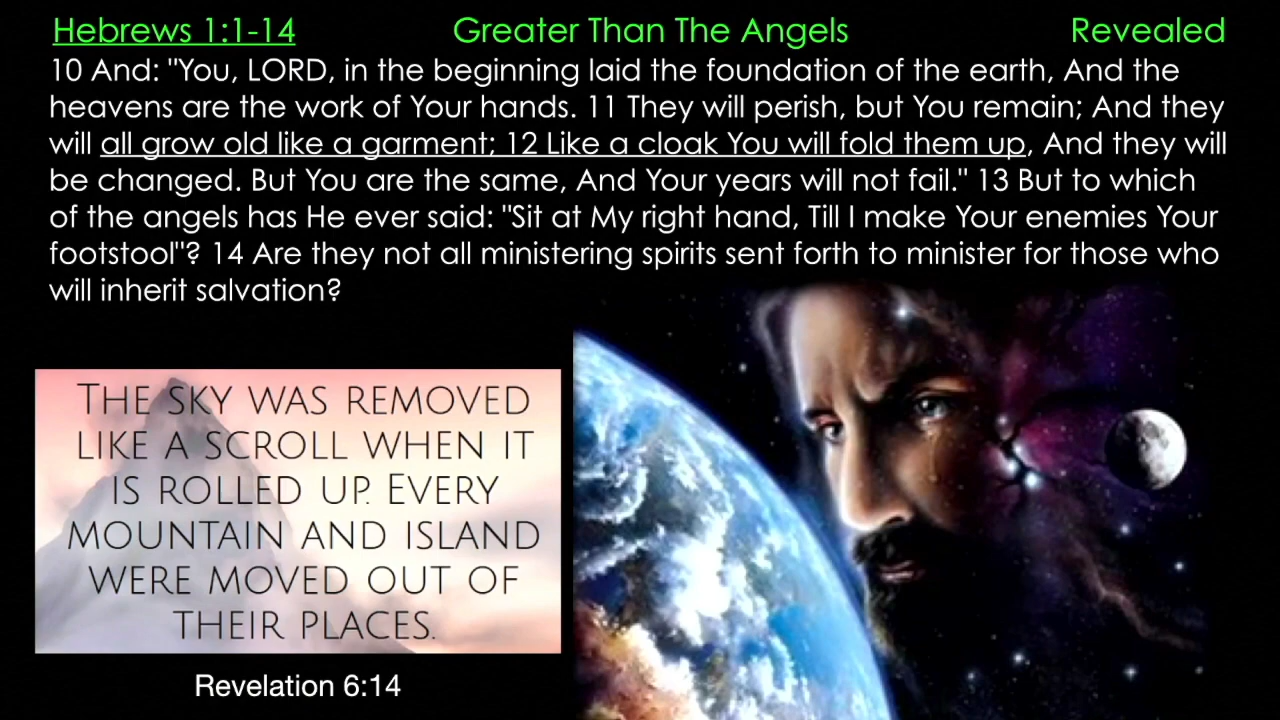 Hebrews 1:1-14 Greater Than The Angels Revealed
10 And: "You, LORD, in the beginning laid the foundation of the earth, And the
heavens are the work of Your hands. 11 They will perish, but You remain; And they
will all grow old like a garment; 12 Like a cloak You will fold them up, And they will
be changed. But You are the same, And Your years will not fail." 13 But to which
of the angels has He ever said: "Sit at My right hand, Till I make Your enemies Your
footstool"? 14 Are they not all ministering spirits sent forth to minister for those who
will inherit salvation?
THE SKY WAS REMOVED
LIKE A SCROLL WHEN IT
IS ROLLED UP. EVERY
MOUNTAIN AND ISLAND
WERE MOVED OUT OF
THEIR PLACES.
Revelation 6:14